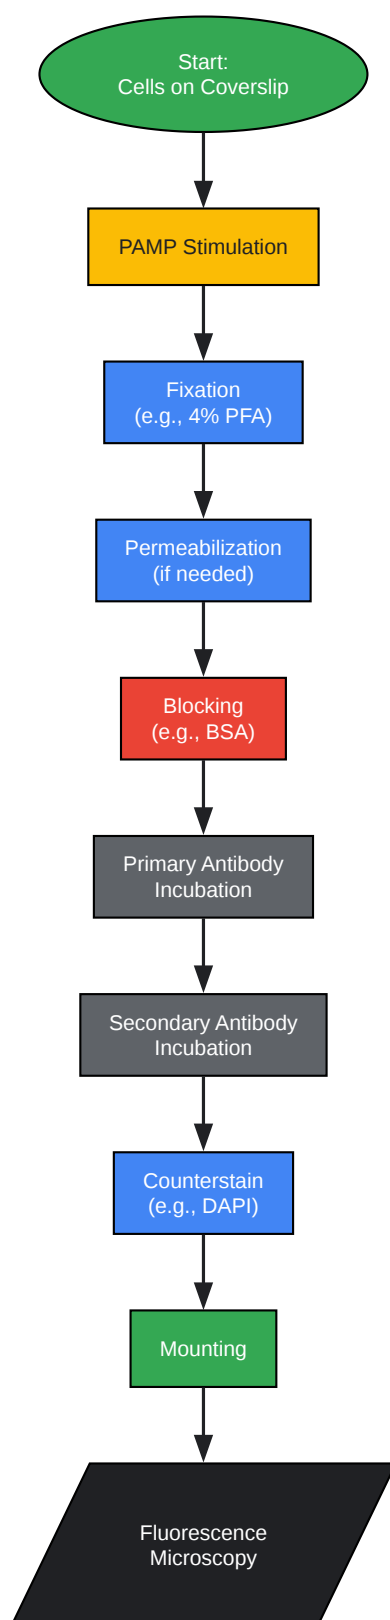 Start:
Cells on Coverslip
PAMP Stimulation
Fixation
(e.g., 4% PFA)
Permeabilization
(if needed)
Blocking
(e.g., BSA)
Primary Antibody
Incubation
Secondary Antibody
Incubation
Counterstain
(e.g., DAPI)
Mounting
Fluorescence
Microscopy